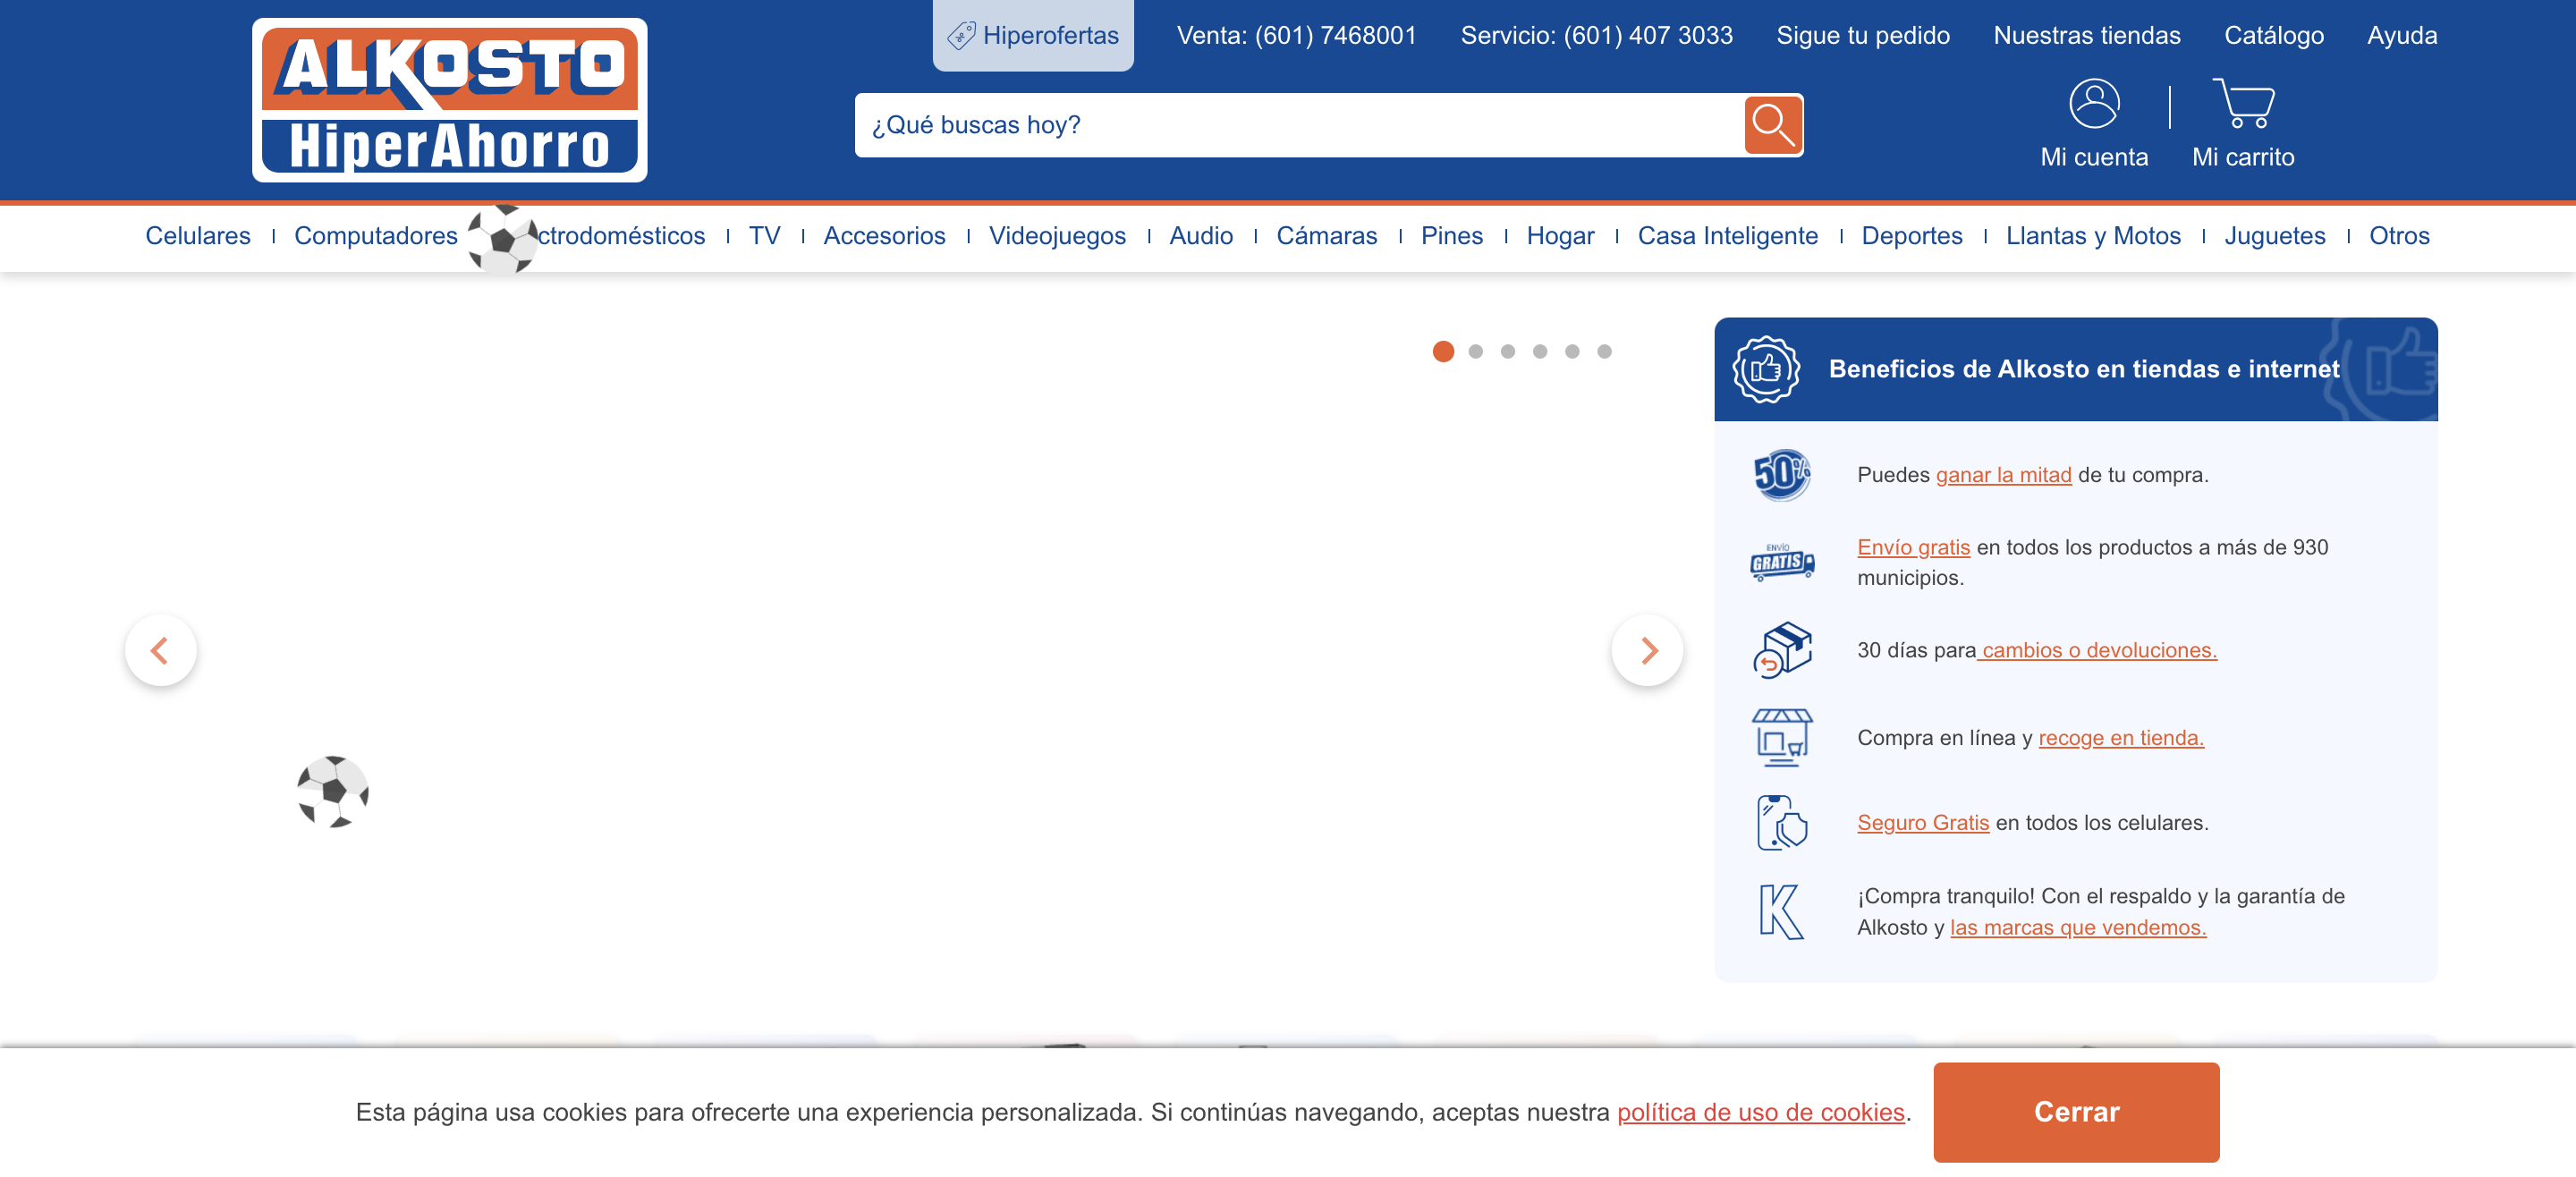 ALKOSTO
HiperAhorro
Hiperofertas
Venta: (601) 7468001
Servicio: (601) 407 3033
Sigue tu pedido
Nuestras tiendas
Catálogo
Ayuda
¿Qué buscas hoy?
Mi cuenta
Mi carrito
Celulares
Computadores
ctrodomésticos
TV
Accesorios
Videojuegos
Audio
Cámaras
Pines
Hogar
Casa Inteligente
Deportes
Llantas y Motos
Juguetes
Otros
Beneficios de Alkosto en tiendas e internet
50%
Puedes ganar la mitad de tu compra.
ENVÍO
GRATIS
Envío gratis en todos los productos a más de 930
municipios.
30 días para cambios o devoluciones.
Compra en línea y recoge en tienda.
Seguro Gratis en todos los celulares.
K
¡Compra tranquilo! Con el respaldo y la garantía de
Alkosto y las marcas que vendemos.
Esta página usa cookies para ofrecerte una experiencia personalizada. Si continúas navegando, aceptas nuestra política de uso de cookies.
Cerrar